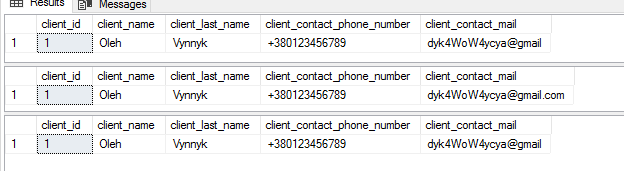 Results Messages
client_id client_name client_last_name client_contact_phone_number client_contact_mail
1 1 Oleh Vynnyk +380123456789 dyk4WoW4ycya@gmail
client_id client_name client_last_name client_contact_phone_number client_contact_mail
1 1 Oleh Vynnyk +380123456789 dyk4WoW4ycya@gmail.com
client_id client_name client_last_name client_contact_phone_number client_contact_mail
1 1 Oleh Vynnyk +380123456789 dyk4WoW4ycya@gmail